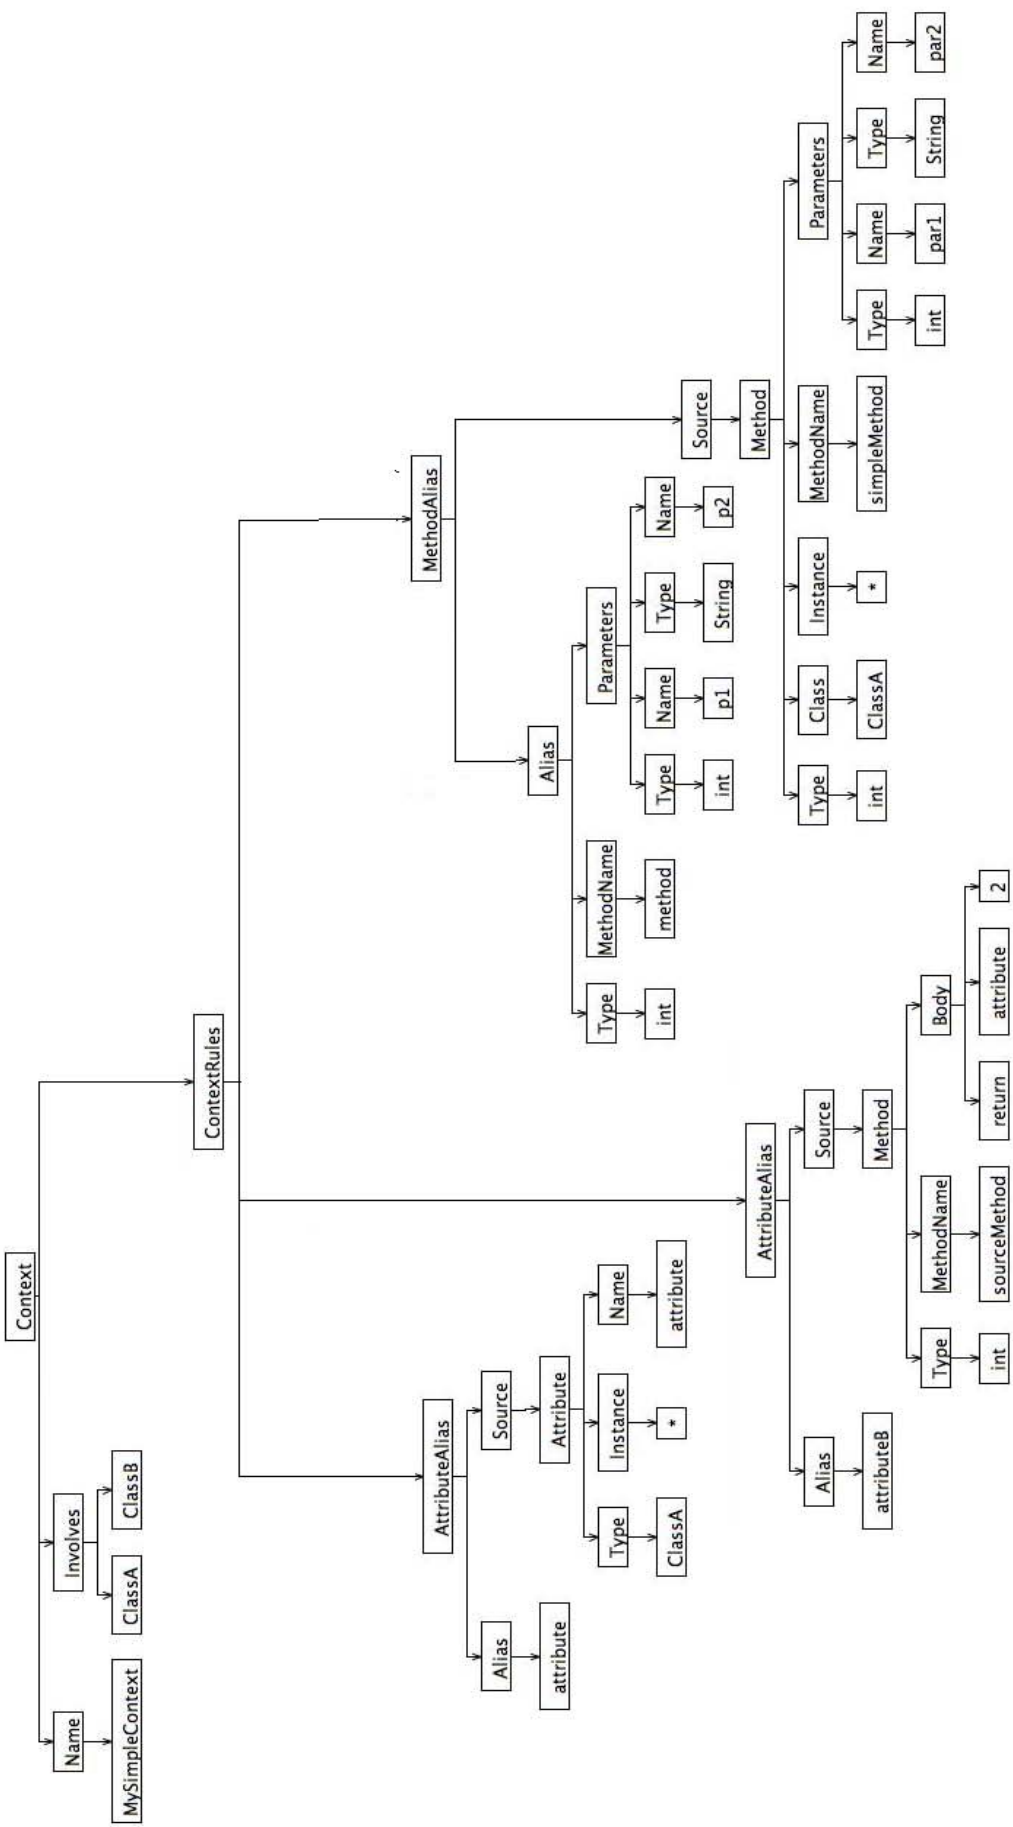 Context
Name
Involves
MySimpleContext
ClassA
ClassB
ContextRules
AttributeAlias
MethodAlias
Alias
Source
attribute
Attribute
Alias
Type
Instance
Name
Type
MethodName
Parameters
ClassA
*
attribute
int
method
Type
Name
Type
Name
int
p1
String
p2
Source
AttributeAlias
Method
Alias
Source
Type
Class
Instance
MethodName
Parameters
attributeB
Method
int
ClassA
*
simpleMethod
Type
Name
Type
Name
Type
MethodName
Body
int
par1
String
par2
int
sourceMethod
return
attribute
2